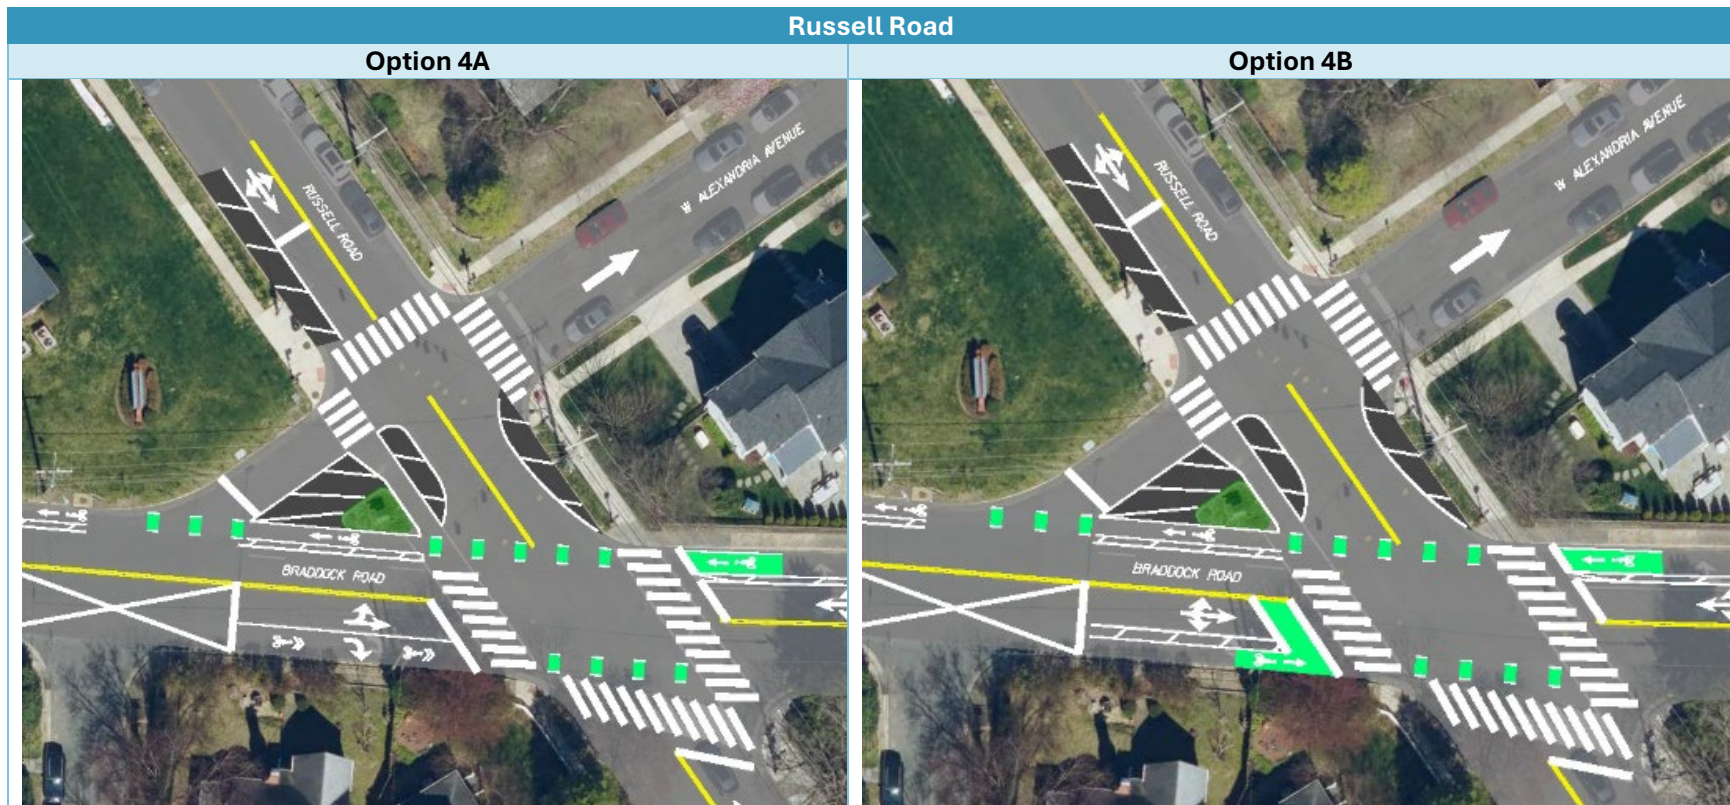 Russell Road
Option 4A
Option 4B
W ALEXANDRIA AVENUE
RUSSELL ROAD
BRADDOCK ROAD
W ALEXANDRIA AVENUE
RUSSELL ROAD
BRADDOCK ROAD